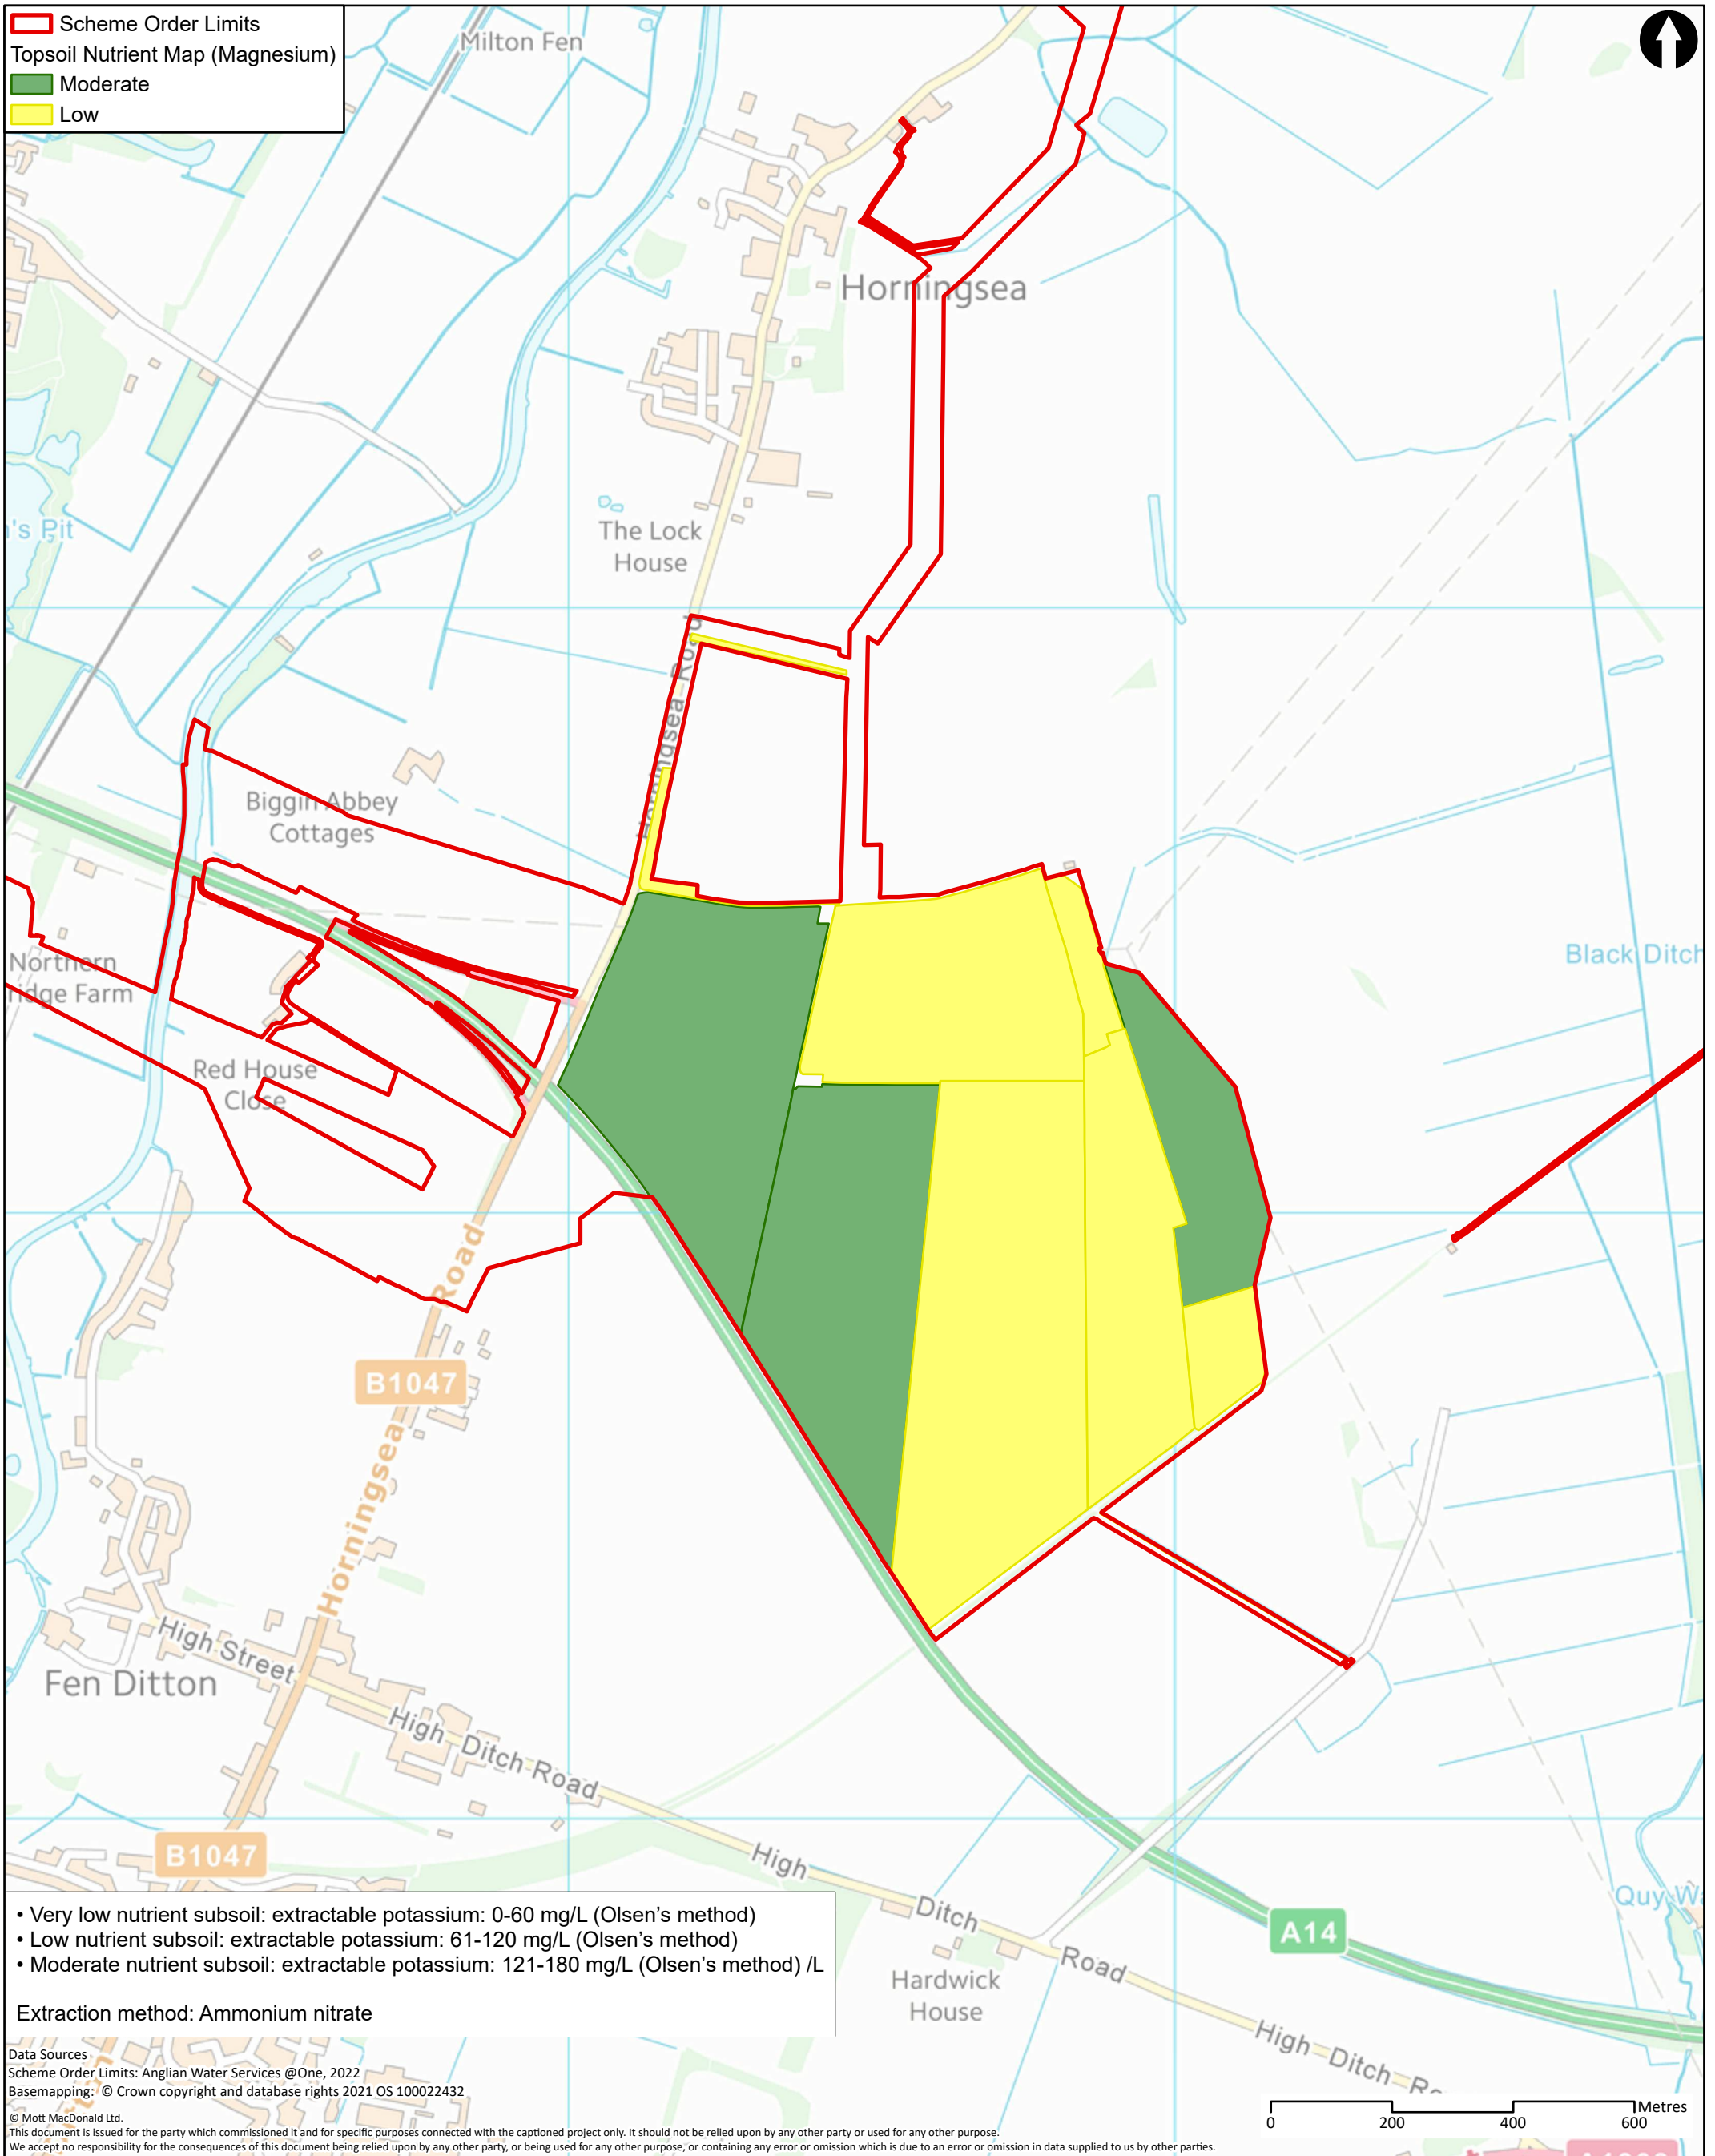 Scheme Order Limits
Topsoil Nutrient Map (Magnesium)
Moderate
Low
Milton Fen
Horningsea
The Lock
House
Horningsea Road
Biggin Abbey
Cottages
Northern
Black Ditch
Red House
Close
Horningsea Road
B1047
High Street
Fen Ditton
High Ditch Road
B1047
High Ditch Road
A14
Hardwick
House
High Ditch
• Very low nutrient subsoil: extractable potassium: 0-60 mg/L (Olsen's method)
• Low nutrient subsoil: extractable potassium: 61-120 mg/L (Olsen's method)
• Moderate nutrient subsoil: extractable potassium: 121-180 mg/L (Olsen's method) /L
Extraction method: Ammonium nitrate
Data Sources
Scheme Order Limits: Anglian Water Services @One, 2022
Basemapping: © Crown copyright and database rights 2021 OS 100022432
© Mott MacDonald Ltd.
This document is issued for the party which commissioned it and for specific purposes connected with the captioned project only. It should not be relied upon by any other party or used for any other purpose.
We accept no responsibility for the consequences of this document being relied upon by any other party, or being used for any other purpose, or containing any error or omission which is due to an error or omission in data supplied to us by other parties.
Metres
0 200 400 600